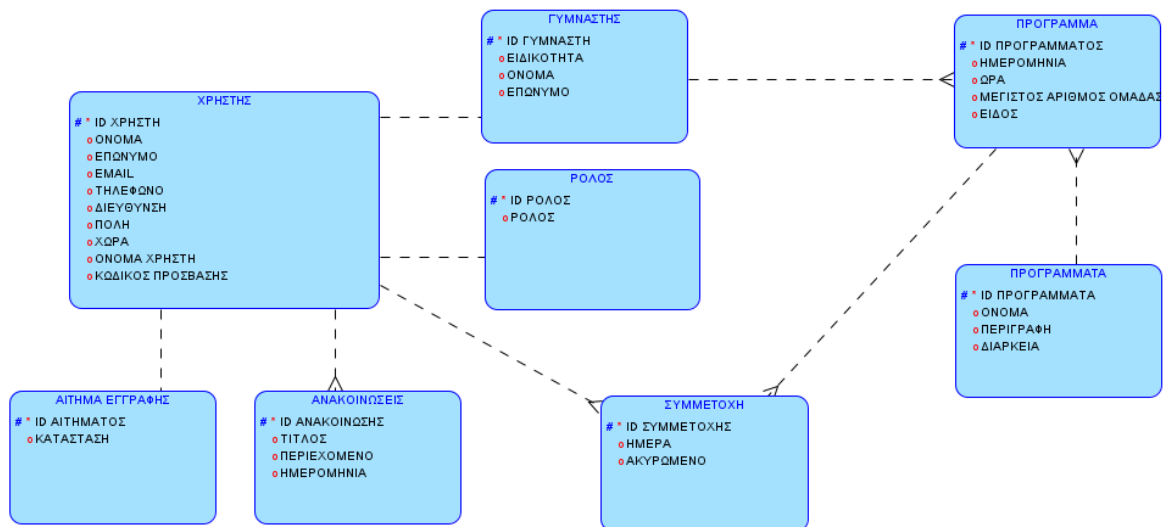 ΓΥΜΝΑΣΤΗΣ
# * ID ΓΥΜΝΑΣΤΗ
o ΕΙΔΙΚΟΤΗΤΑ
o ΟΝΟΜΑ
o ΕΠΩΝΥΜΟ
ΠΡΟΓΡΑΜΜΑ
# * ID ΠΡΟΓΡΑΜΜΑΤΟΣ
o ΗΜΕΡΟΜΗΝΙΑ
o ΩΡΑ
o ΜΕΓΙΣΤΟΣ ΑΡΙΘΜΟΣ ΟΜΑΔΑΣ
o ΕΙΔΟΣ
ΧΡΗΣΤΗΣ
# * ID ΧΡΗΣΤΗ
o ΟΝΟΜΑ
o ΕΠΩΝΥΜΟ
o EMAIL
o ΤΗΛΕΦΩΝΟ
o ΔΙΕΥΘΥΝΣΗ
o ΠΟΛΗ
o ΧΩΡΑ
o ΟΝΟΜΑ ΧΡΗΣΤΗ
o ΚΩΔΙΚΟΣ ΠΡΟΣΒΑΣΗΣ
ΡΟΛΟΣ
# * ID ΡΟΛΟΣ
o ΡΟΛΟΣ
ΠΡΟΓΡΑΜΜΑΤΑ
# * ID ΠΡΟΓΡΑΜΜΑΤΑ
o ΟΝΟΜΑ
o ΠΕΡΙΓΡΑΦΗ
o ΔΙΑΡΚΕΙΑ
ΑΙΤΗΜΑ ΕΓΓΡΑΦΗΣ
# * ID ΑΙΤΗΜΑΤΟΣ
o ΚΑΤΑΣΤΑΣΗ
ΑΝΑΚΟΙΝΩΣΕΙΣ
# * ID ΑΝΑΚΟΙΝΩΣΗΣ
o ΤΙΤΛΟΣ
o ΠΕΡΙΕΧΟΜΕΝΟ
o ΗΜΕΡΟΜΗΝΙΑ
ΣΥΜΜΕΤΟΧΗ
# * ID ΣΥΜΜΕΤΟΧΗΣ
o ΗΜΕΡΑ
o ΑΚΥΡΩΜΕΝΟ